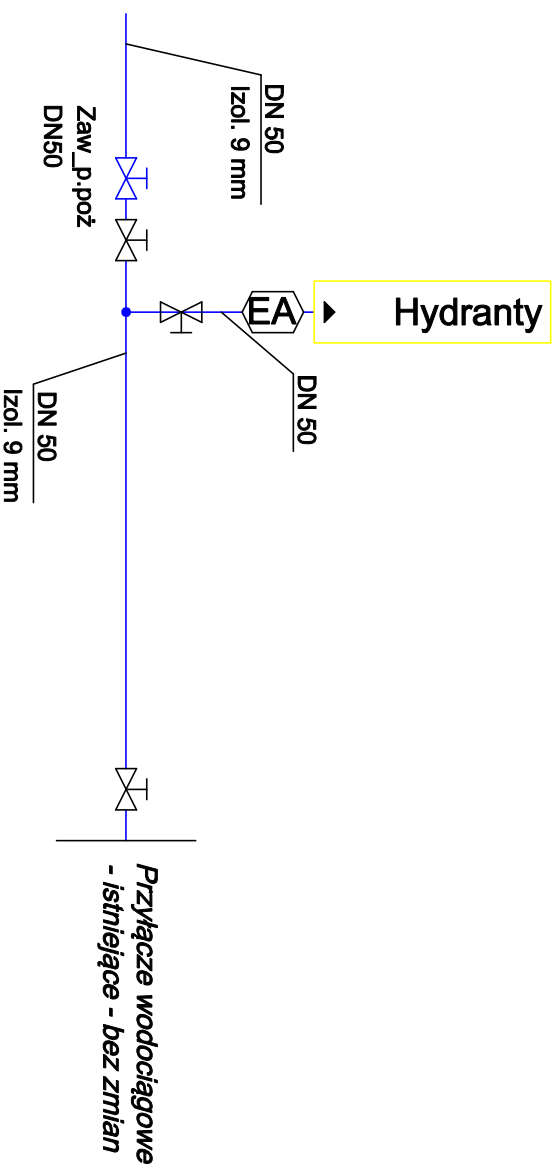 DN 50
Izol. 9 mm
Zaw_p.poż
DN50
EA
Hydranty
DN 50
DN 50
Izol. 9 mm
Przyłącze wodociągowe
- istniejące - bez zmian